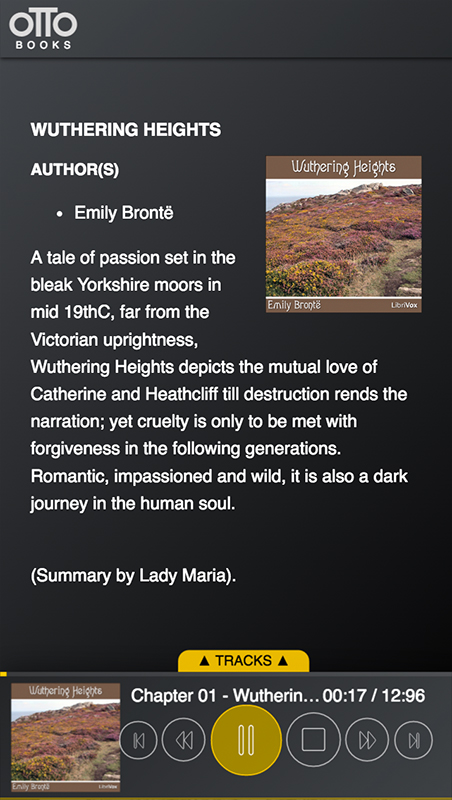 OTTO
BOOKS
WUTHERING HEIGHTS
AUTHOR(S)
• Emily Brontë
Wuthering Heights
Emily Brontë
LibriVox
A tale of passion set in the
bleak Yorkshire moors in
mid 19thC, far from the
Victorian uprightness,
Wuthering Heights depicts the mutual love of
Catherine and Heathcliff till destruction rends the
narration; yet cruelty is only to be met with
forgiveness in the following generations.
Romantic, impassioned and wild, it is also a dark
journey in the human soul.
(Summary by Lady Maria).
▲ TRACKS ▲
Wuthering Heights
Emily Brontë
LibriVox
Chapter 01 - Wutherin… 00:17 / 12:96